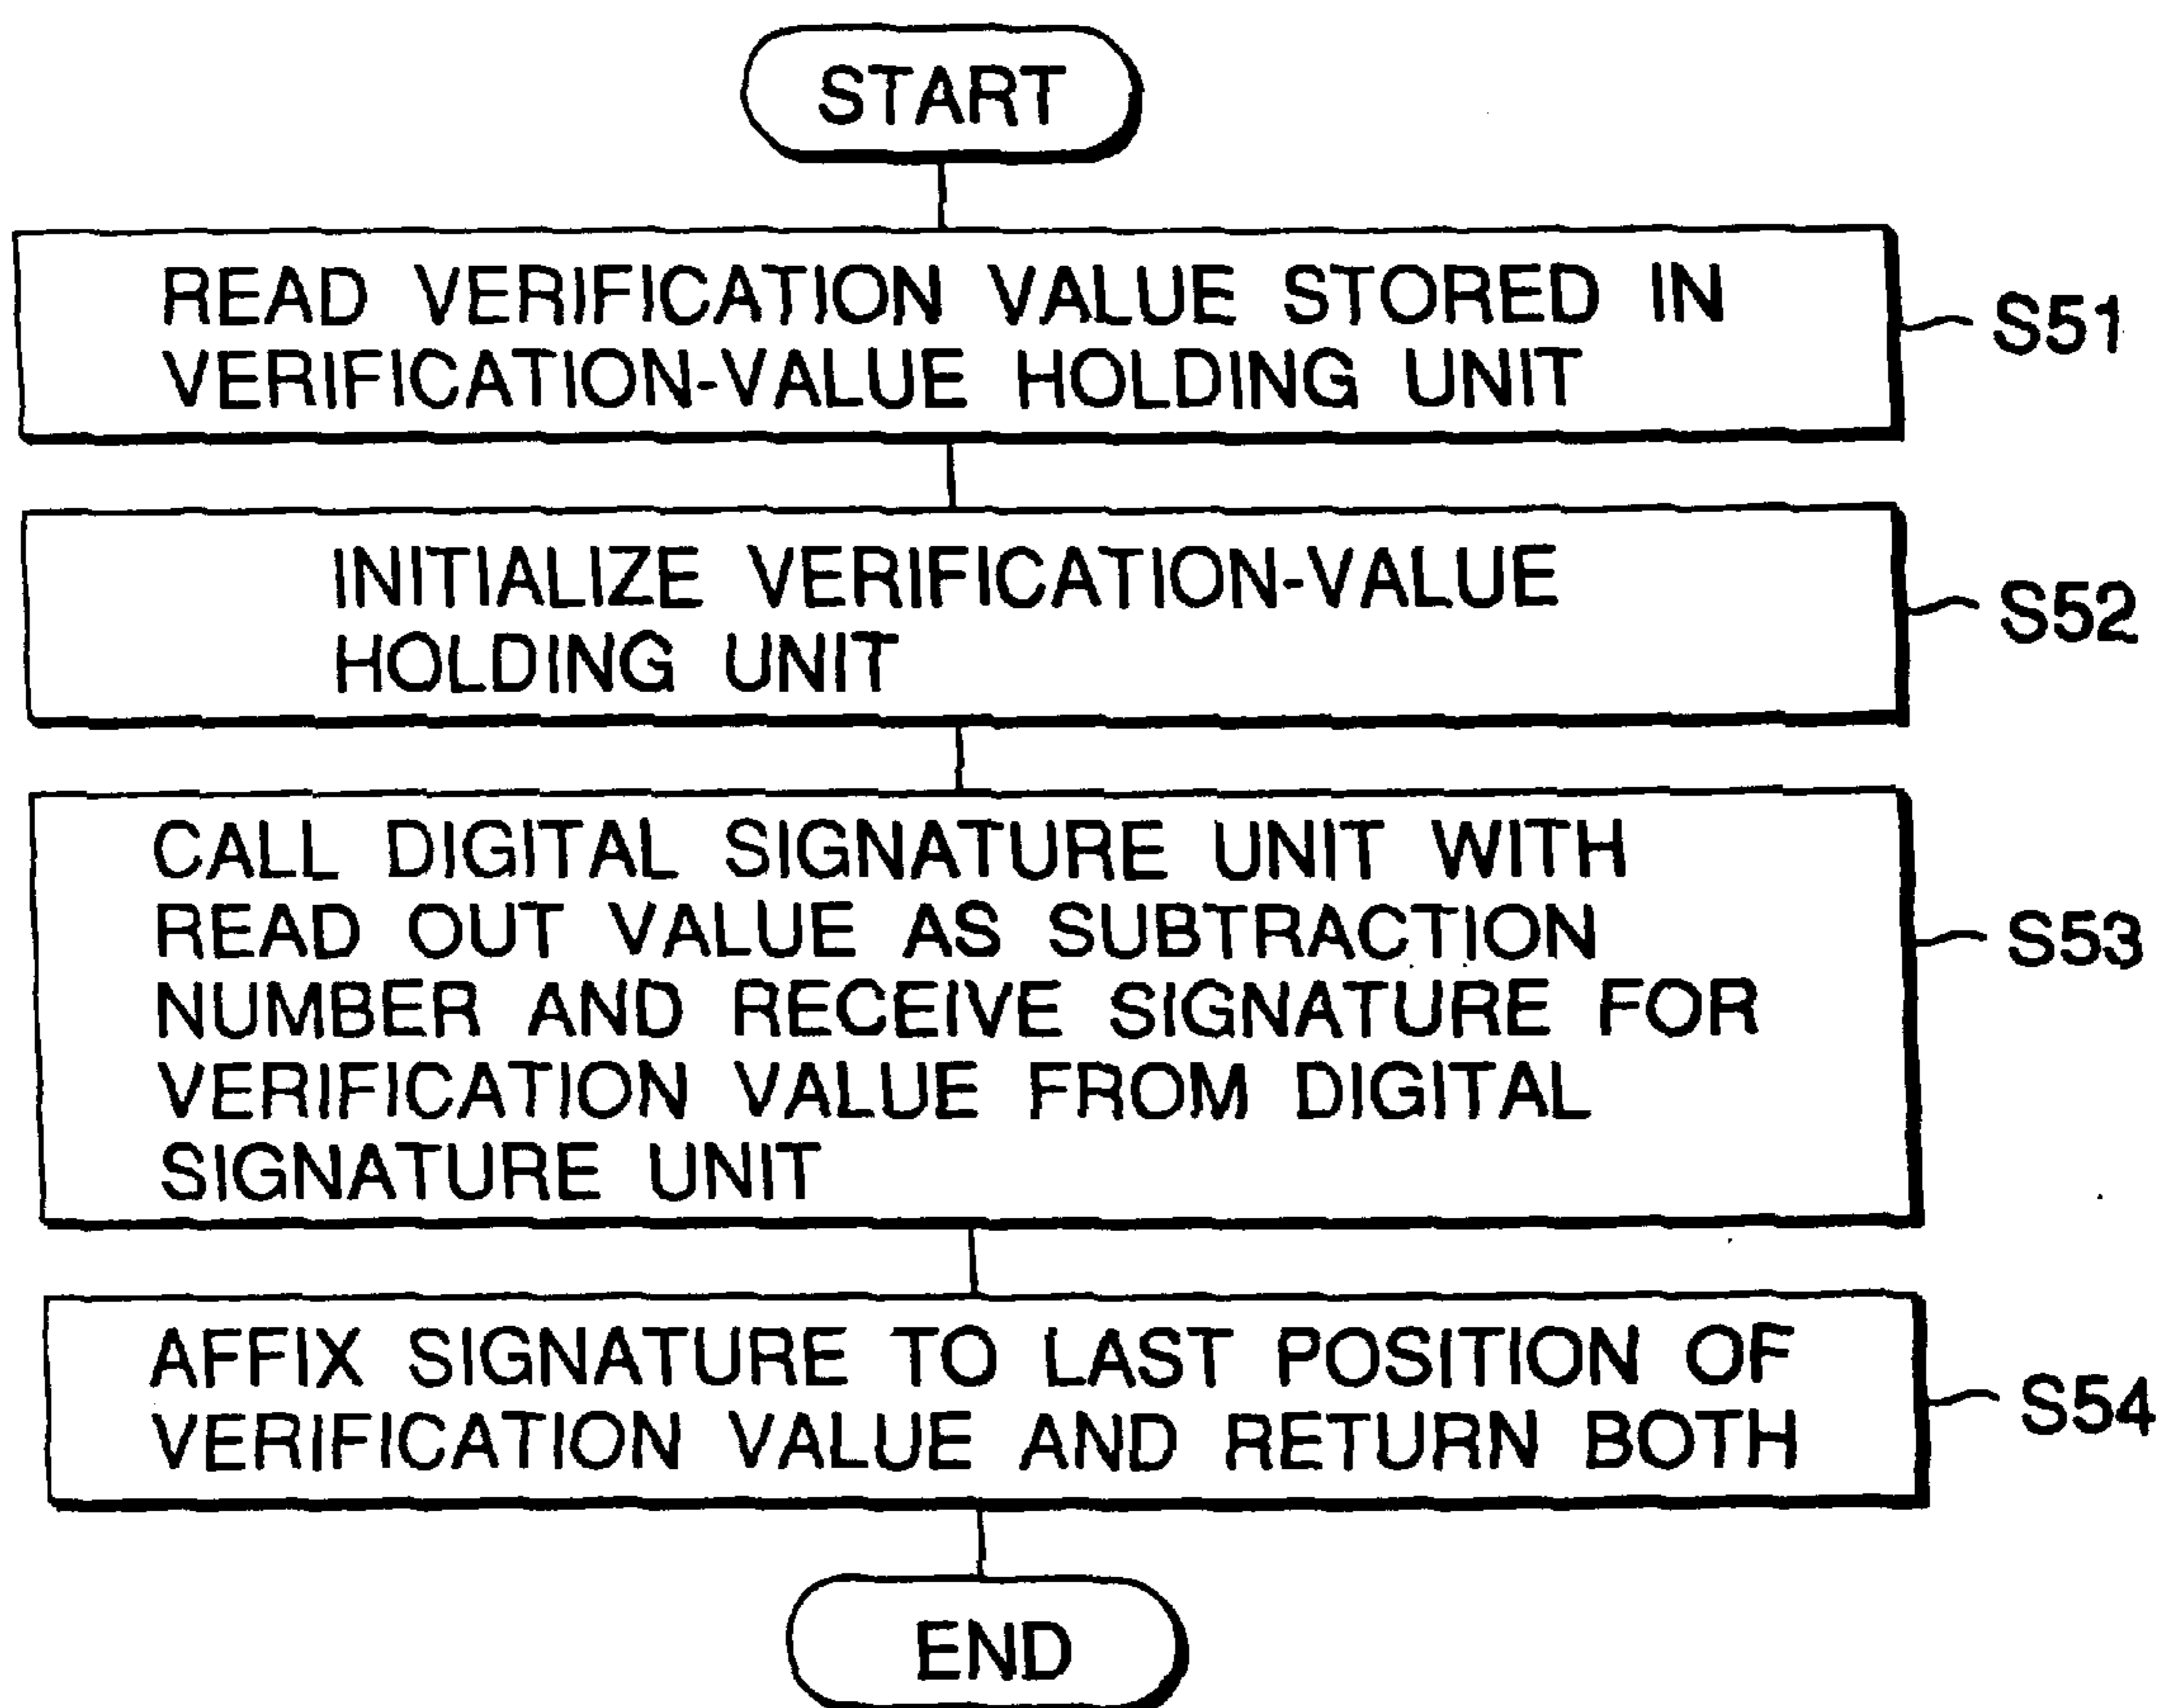 START
READ VERIFICATION VALUE STORED IN
VERIFICATION-VALUE HOLDING UNIT
S51
INITIALIZE VERIFICATION-VALUE
HOLDING UNIT
S52
CALL DIGITAL SIGNATURE UNIT WITH
READ OUT VALUE AS SUBTRACTION
NUMBER AND RECEIVE SIGNATURE FOR
VERIFICATION VALUE FROM DIGITAL
SIGNATURE UNIT
S53
AFFIX SIGNATURE TO LAST POSITION OF
VERIFICATION VALUE AND RETURN BOTH
S54
END